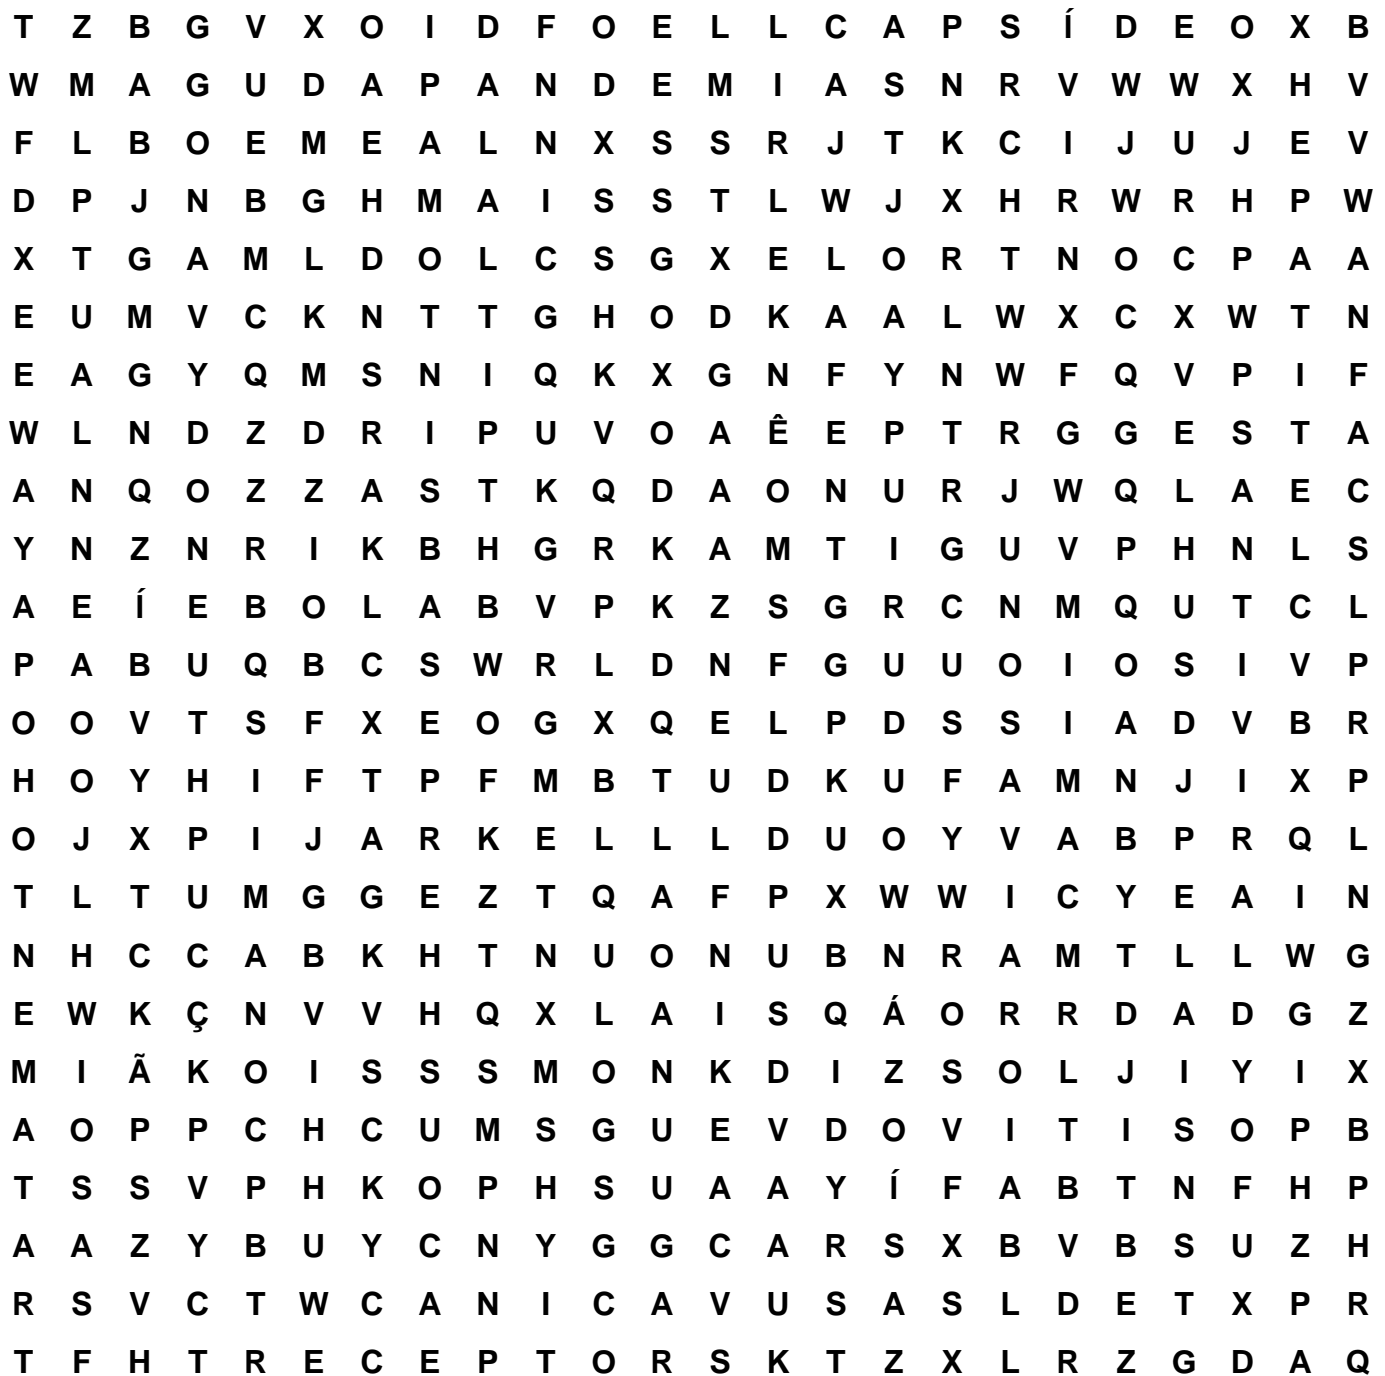 T Z B G V X O I D F O E L L C A P S Í D E O X B
W M A G U D A P A N D E M I A S N R V W W X H V
F L B O E M E A L N X S S R J T K C I J U J E V
D P J N B G H M A I S S T L W J X H R W R H P W
X T G A M L D O L C S G X E L O R T N O C P A A
E U M V C K N T T G H O D K A A L W X C X W T N
E A G Y Q M S N I Q K X G N F Y N W F Q V P I F
W L N D Z D R I P U V O A Ê E P T R G G E S T A
A N Q O Z Z A S T K Q D A O N U R J W Q L A E C
Y N Z N R I K B H G R K A M T I G U V P H N L S
A E Í E B O L A B V P K Z S G R C N M Q U T C L
P A B U Q B C S W R L D N F G U U O I O S I V P
O O V T S F X E O G X Q E L P D S S I A D V B R
H O Y H I F T P F M B T U D K U F A M N J I X P
O J X P I J A R K E L L L D U O Y V A B P R Q L
T L T U M G G E Z T Q A F P X W W I C Y E A I N
N H C C A B K H T N U O N U B N R A M T L L W G
E W K Ç N V V H Q X L A I S Q Á O R R D A D G Z
M I Ã K O I S S S M O N K D I Z S O L J I Y I X
A O P P C H C U M S G U E V D O V I T I S O P B
T S S V P H K O P H S U A A Y Í F A B T N F H P
A A Z Y B U Y C N Y G G C A R S X B V B S U Z H
R S V C T W C A N I C A V U S A S L D E T X P R
T F H T R E C E P T O R S K T Z X L R Z G D A Q